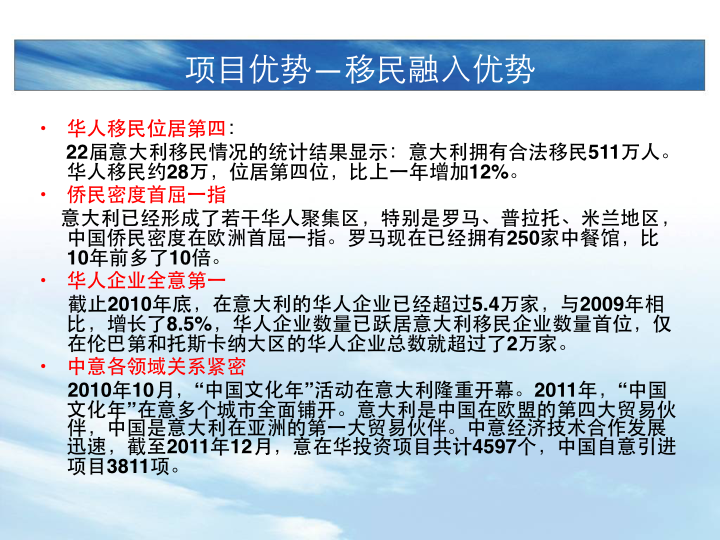 项目优势—移民融入优势
• 华人移民位居第四：
22届意大利移民情况的统计结果显示：意大利拥有合法移民511万人。
华人移民约28万，位居第四位，比上一年增加12%。
• 侨民密度首屈一指
意大利已经形成了若干华人聚集区，特别是罗马、普拉托、米兰地区，
中国侨民密度在欧洲首屈一指。罗马现在已经拥有250家中餐馆，比
10年前多了10倍。
• 华人企业全意第一
截止2010年底，在意大利的华人企业已经超过5.4万家，与2009年相
比，增长了8.5%，华人企业数量已跃居意大利移民企业数量首位，仅
在伦巴第和托斯卡纳大区的华人企业总数就超过了2万家。
• 中意各领域关系紧密
2010年10月，“中国文化年”活动在意大利隆重开幕。2011年，“中国
文化年”在意多个城市全面铺开。意大利是中国在欧盟的第四大贸易伙
伴，中国是意大利在亚洲的第一大贸易伙伴。中意经济技术合作发展
迅速，截至2011年12月，意在华投资项目共计4597个，中国自意引进
项目3811项。